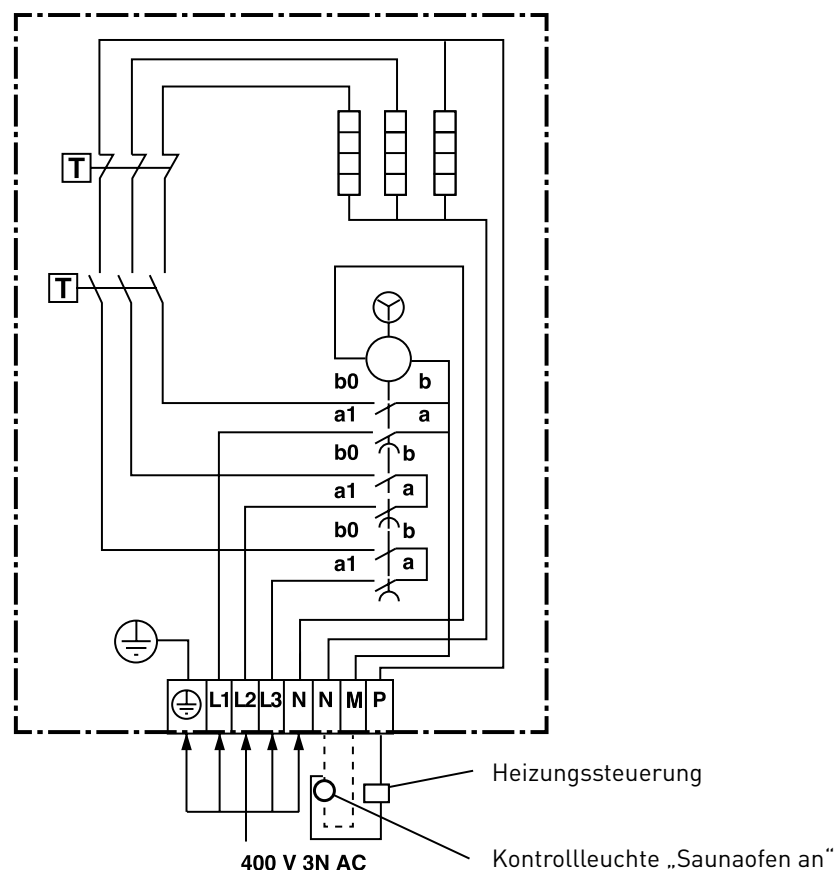 T
T
b0 b
a1 a
b0 b
a1 a
b0 b
a1 a
L1 L2 L3 N N M P
Heizungssteuerung
400 V 3N AC
Kontrollleuchte „Saunaofen an“